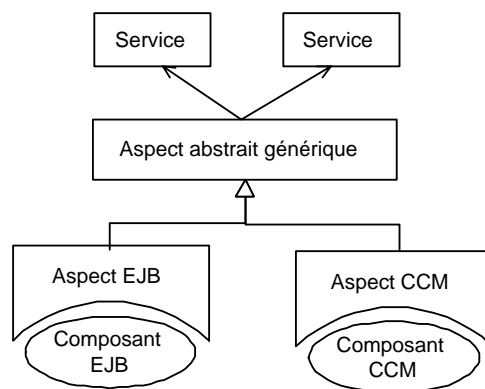 Service
Service
Aspect abstrait générique
Aspect EJB
Aspect CCM
Composant
EJB
Composant
CCM